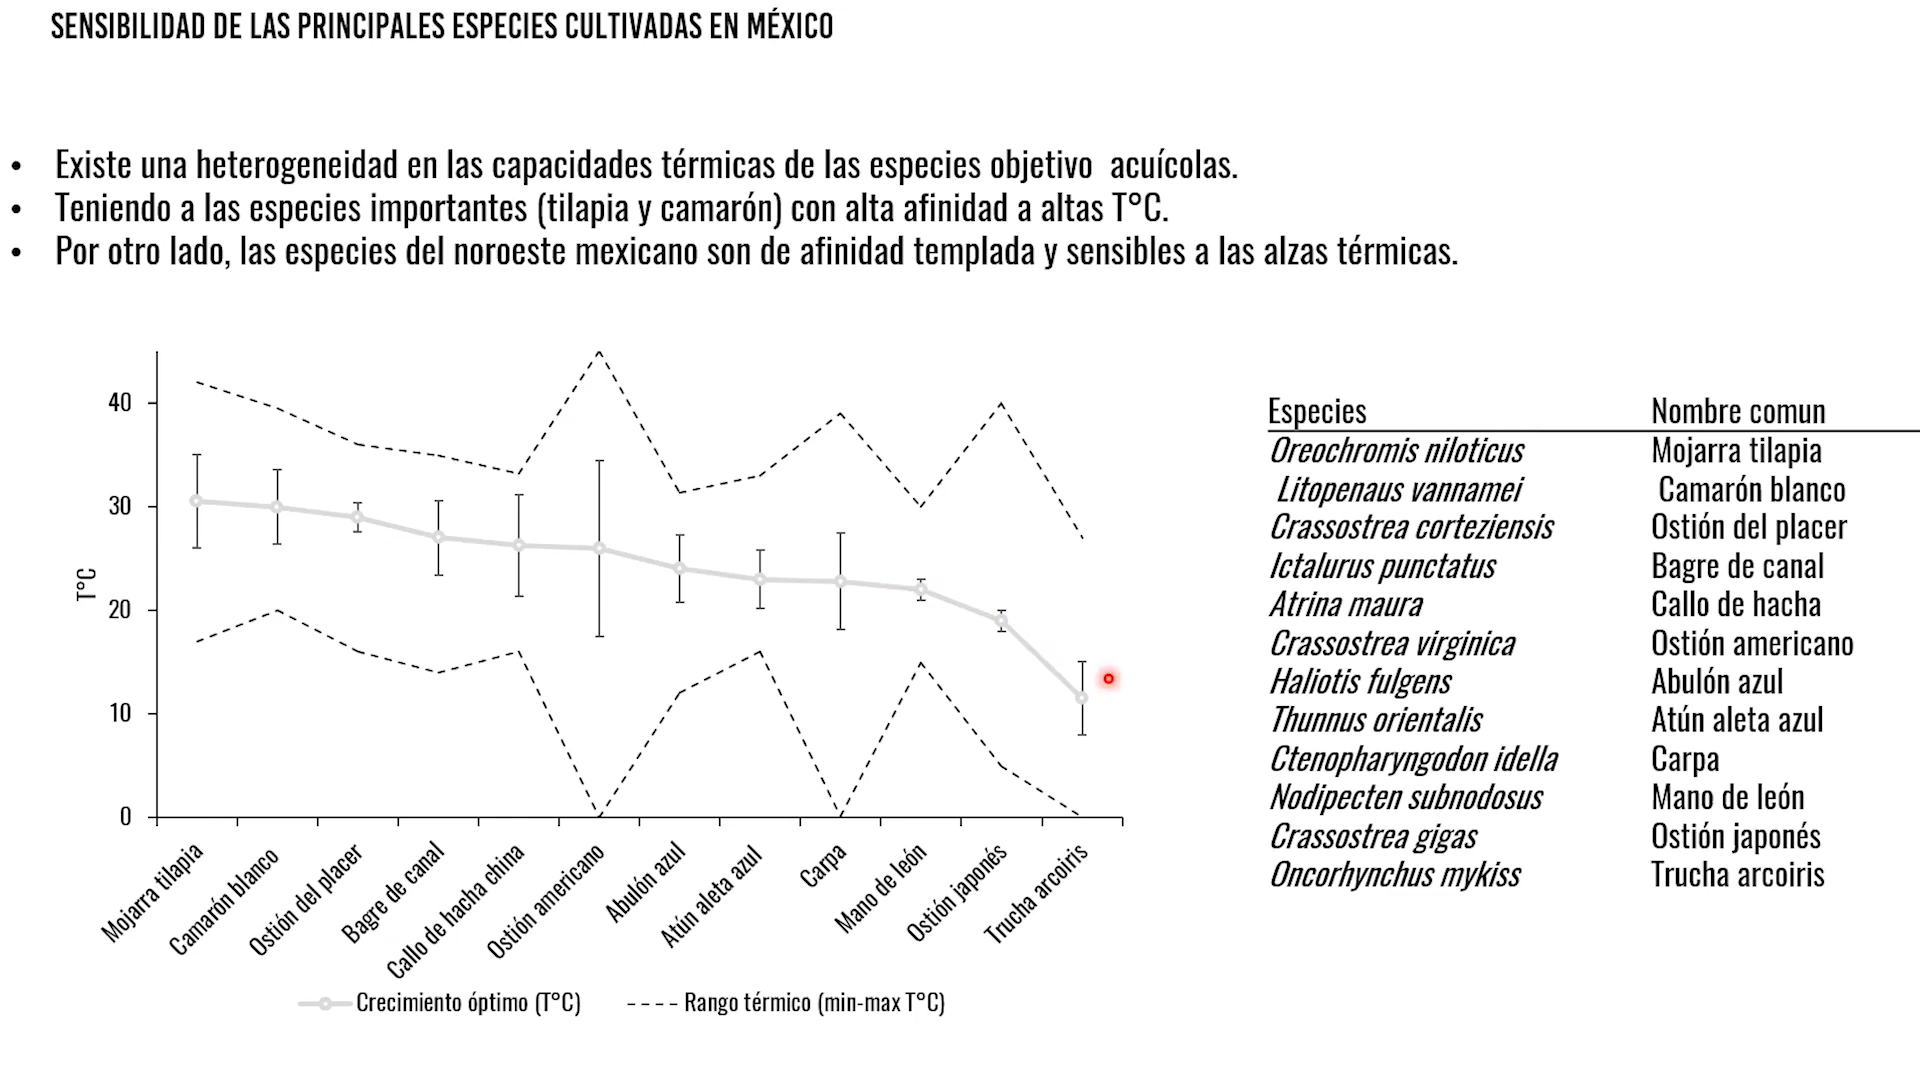 SENSIBILIDAD DE LAS PRINCIPALES ESPECIES CULTIVADAS EN MÉXICO
• Existe una heterogeneidad en las capacidades térmicas de las especies objetivo acuícolas.
• Teniendo a las especies importantes (tilapia y camarón) con alta afinidad a altas T°C.
• Por otro lado, las especies del noroeste mexicano son de afinidad templada y sensibles a las alzas térmicas.
T°C
40
30
20
10
0
Mojarra tilapia
Camarón blanco
Ostión del placer
Bagre de canal
Callo de hacha china
Ostión americano
Abulón azul
Atún aleta azul
Carpa
Mano de león
Ostión japonés
Trucha arcoiris
Crecimiento óptimo (T°C)
Rango térmico (min-max T°C)
Especies Nombre comun
Oreochromis niloticus Mojarra tilapia
Litopenaus vannamei Camarón blanco
Crassostrea corteziensis Ostión del placer
Ictalurus punctatus Bagre de canal
Atrina maura Callo de hacha
Crassostrea virginica Ostión americano
Haliotis fulgens Abulón azul
Thunnus orientalis Atún aleta azul
Ctenopharyngodon idella Carpa
Nodipecten subnodosus Mano de león
Crassostrea gigas Ostión japonés
Oncorhynchus mykiss Trucha arcoiris